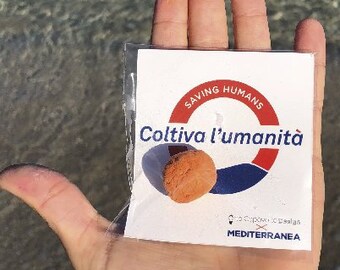 SAVING HUMANS
Coltiva l'umanità
MEDITERRANEA